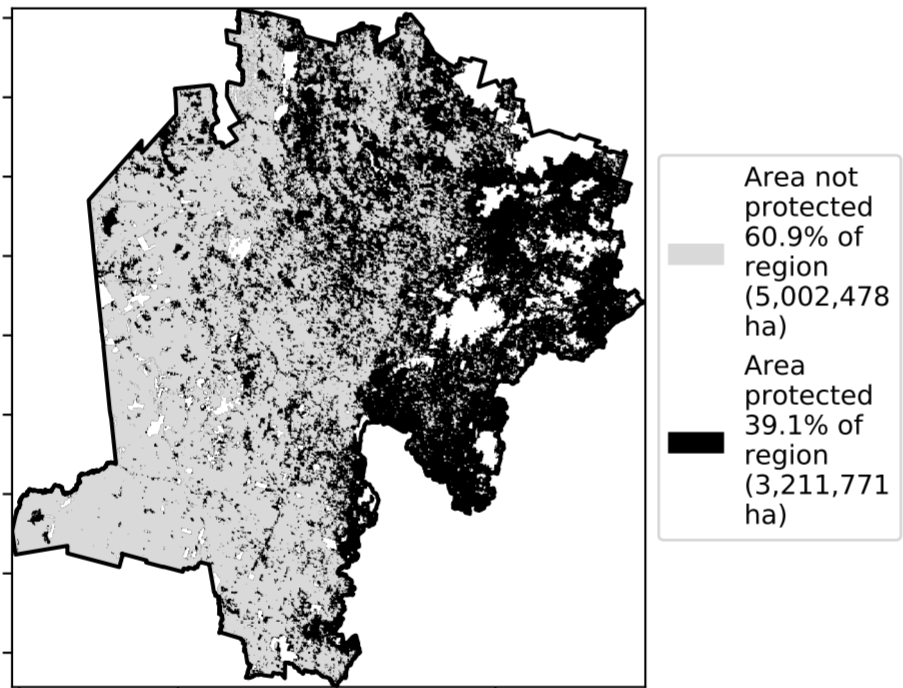 Area not
protected
60.9% of
region
(5,002,478
ha)
Area
protected
39.1% of
region
(3,211,771
ha)